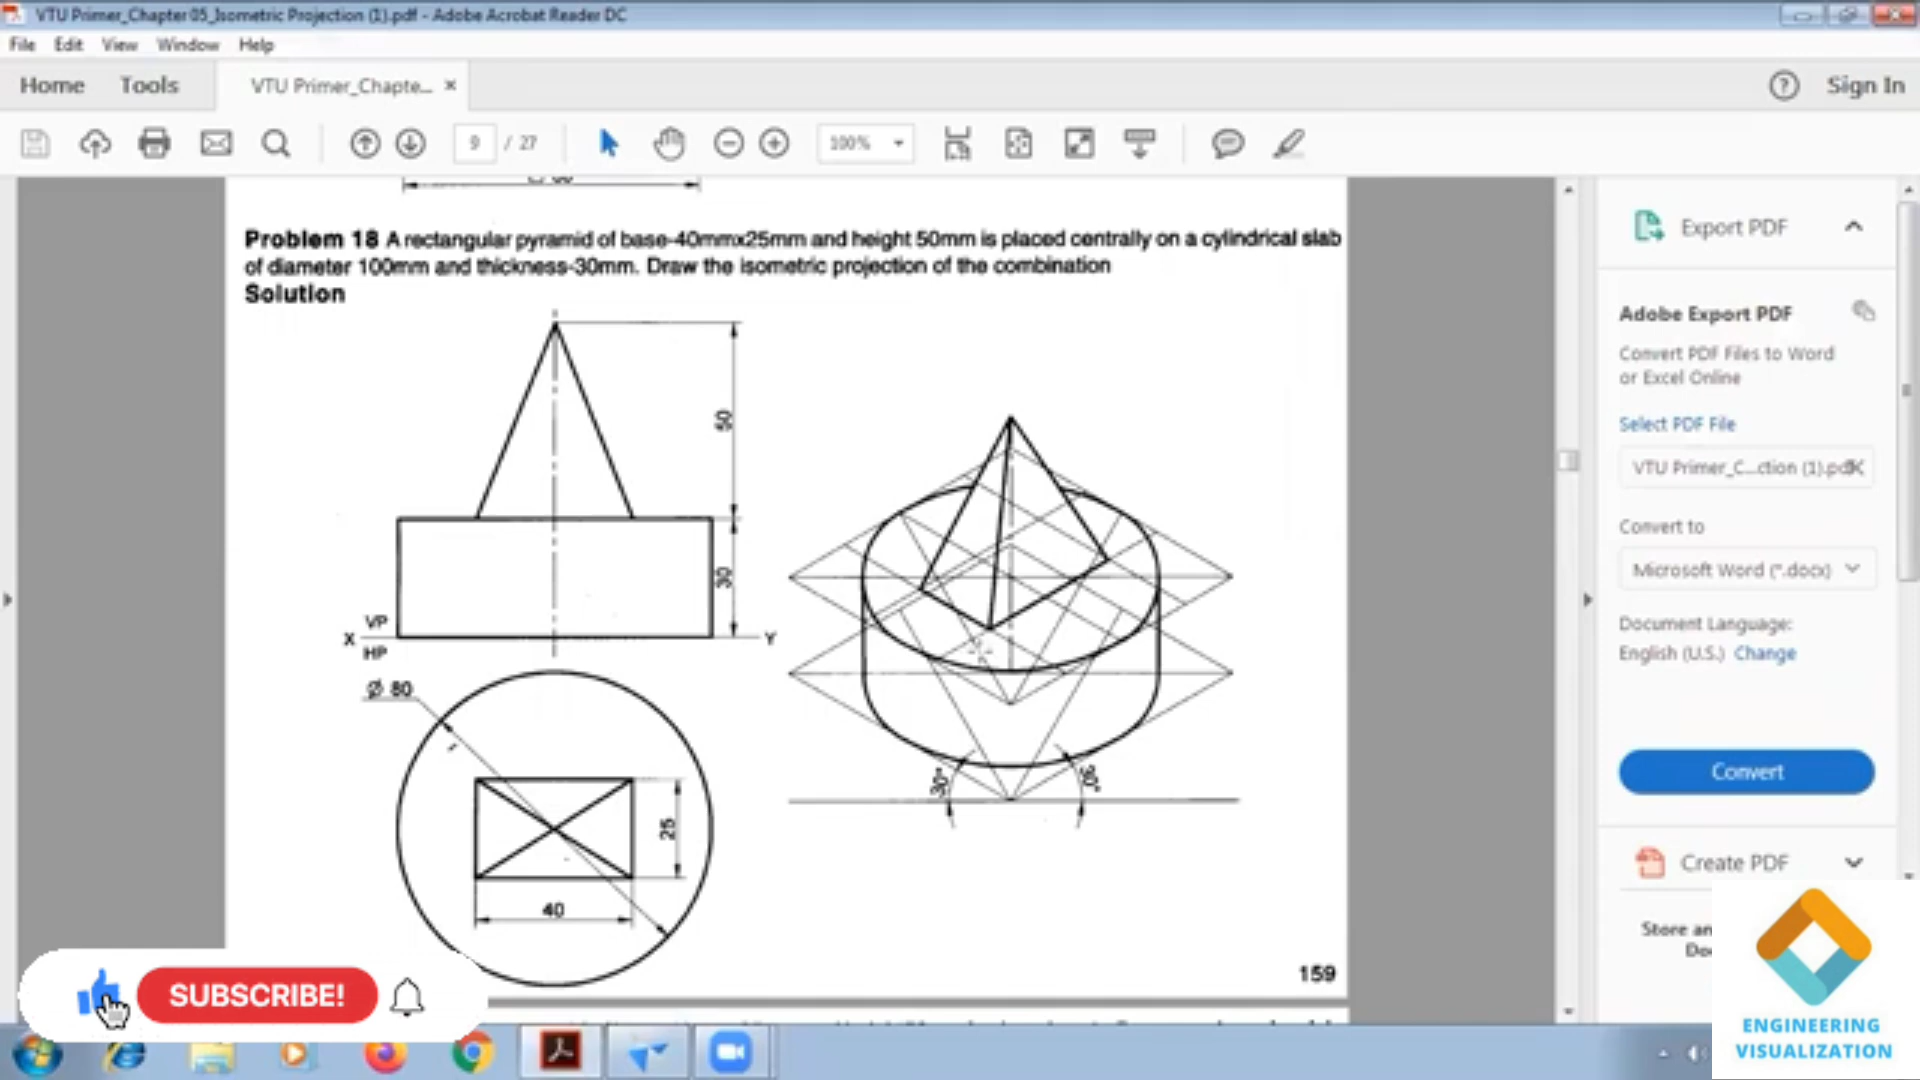 VTU Primer_Chapter 05_Isometric Projection (1).pdf - Adobe Acrobat Reader DC
File Edit View Window Help
Home Tools VTU Primer_Chapte... × Sign In
9 / 27 100%
Problem 18 A rectangular pyramid of base-40mmx25mm and height 50mm is placed centrally on a cylindrical slab
of diameter 100mm and thickness-30mm. Draw the isometric projection of the combination
Solution
50
30
VP
X Y
HP
Ø 80
25
40
30° 30°
159
Export PDF
Adobe Export PDF
Convert PDF Files to Word
or Excel Online
Select PDF File
VTU Primer_C...ction (1).pdf
Convert to
Microsoft Word (*.docx)
Document Language:
English (U.S.) Change
Convert
Create PDF
Store
SUBSCRIBE!
ENGINEERING
VISUALIZATION